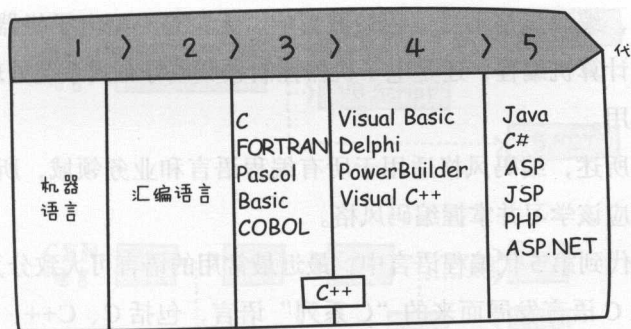 1 > 2 > 3 > 4 > 5 代
机器
语言
汇编语言
C
FORTRAN
Pascal
Basic
COBOL
Visual Basic
Delphi
PowerBuilder
Visual C++
Java
C#
ASP
JSP
PHP
ASP.NET
C++